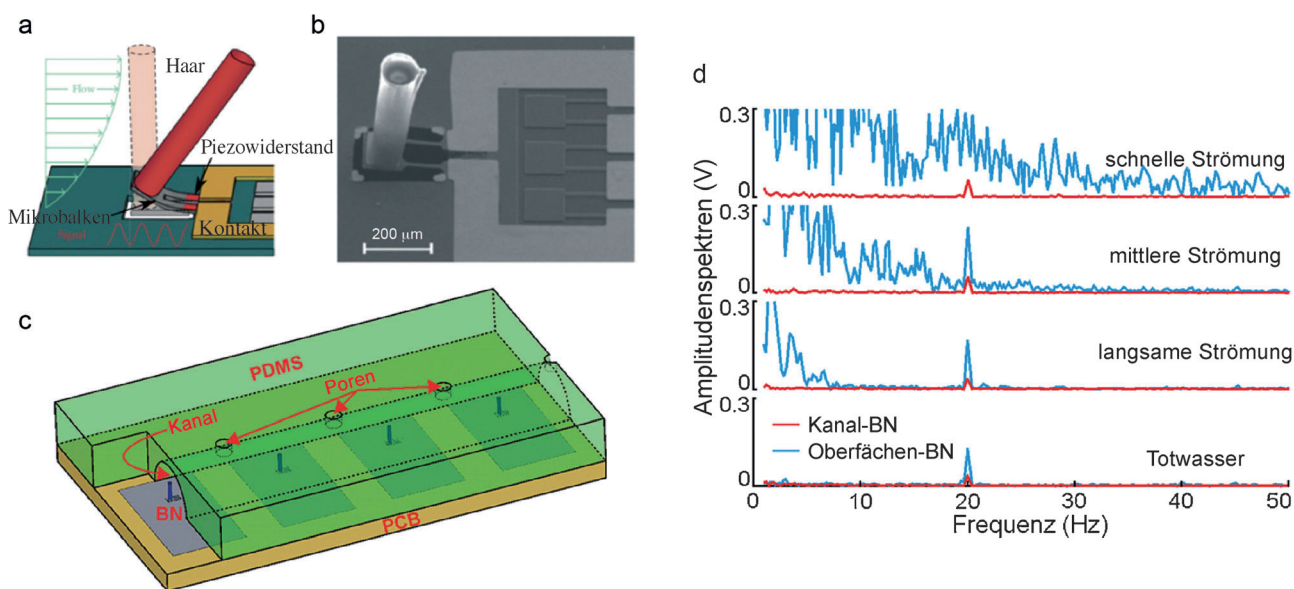 a
Haar
Flow
Piezowiderstand
Mikrobalken
Kontakt
Signal
b
200 μm
c
PDMS
Poren
Kanal
BN
PCB
d
Amplitudenspektren (V)
0.3
schnelle Strömung
0
0.3
mittlere Strömung
0
0.3
langsame Strömung
0
0.3
Kanal-BN
Oberfächen-BN
Totwasser
0
10
20
30
40
50
Frequenz (Hz)